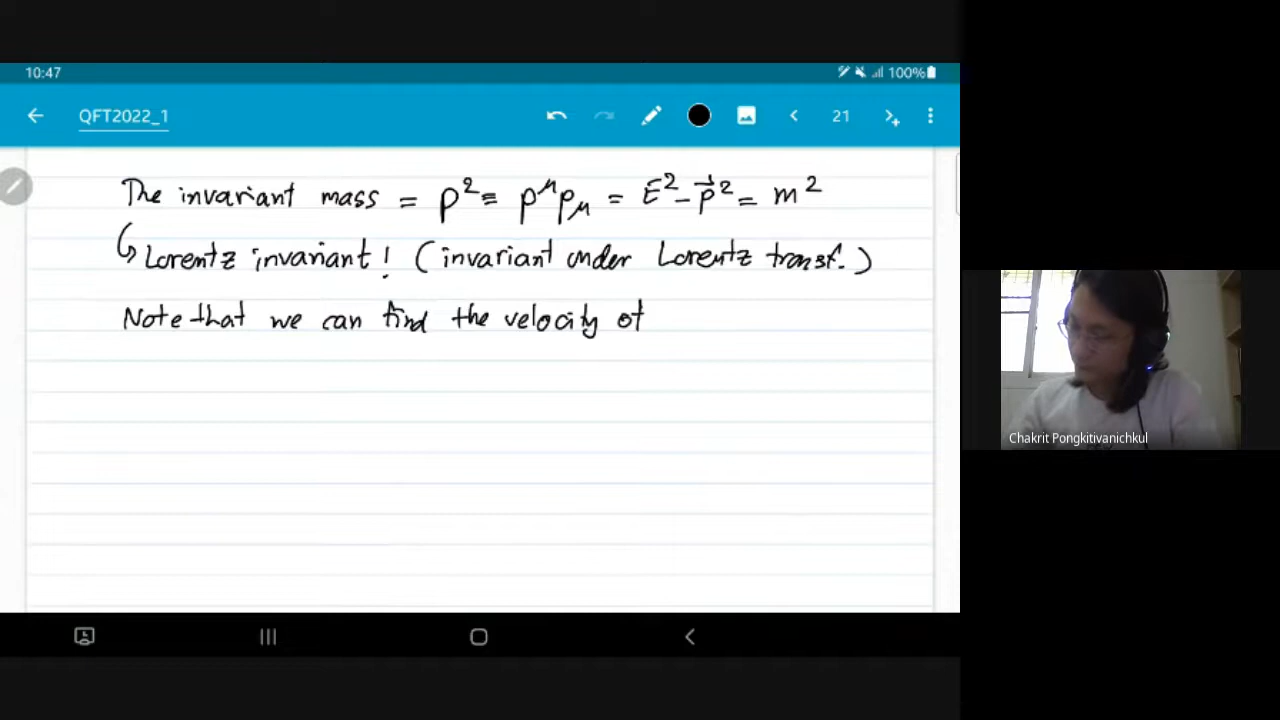 10:47
100%
QFT2022_1
21
The invariant mass = p² ≡ p^μ p_μ = E² - p⃗² = m²
↳ Lorentz invariant! (invariant under Lorentz transf.)
Note that we can find the velocity of
Chakrit Pongkitivanichkul